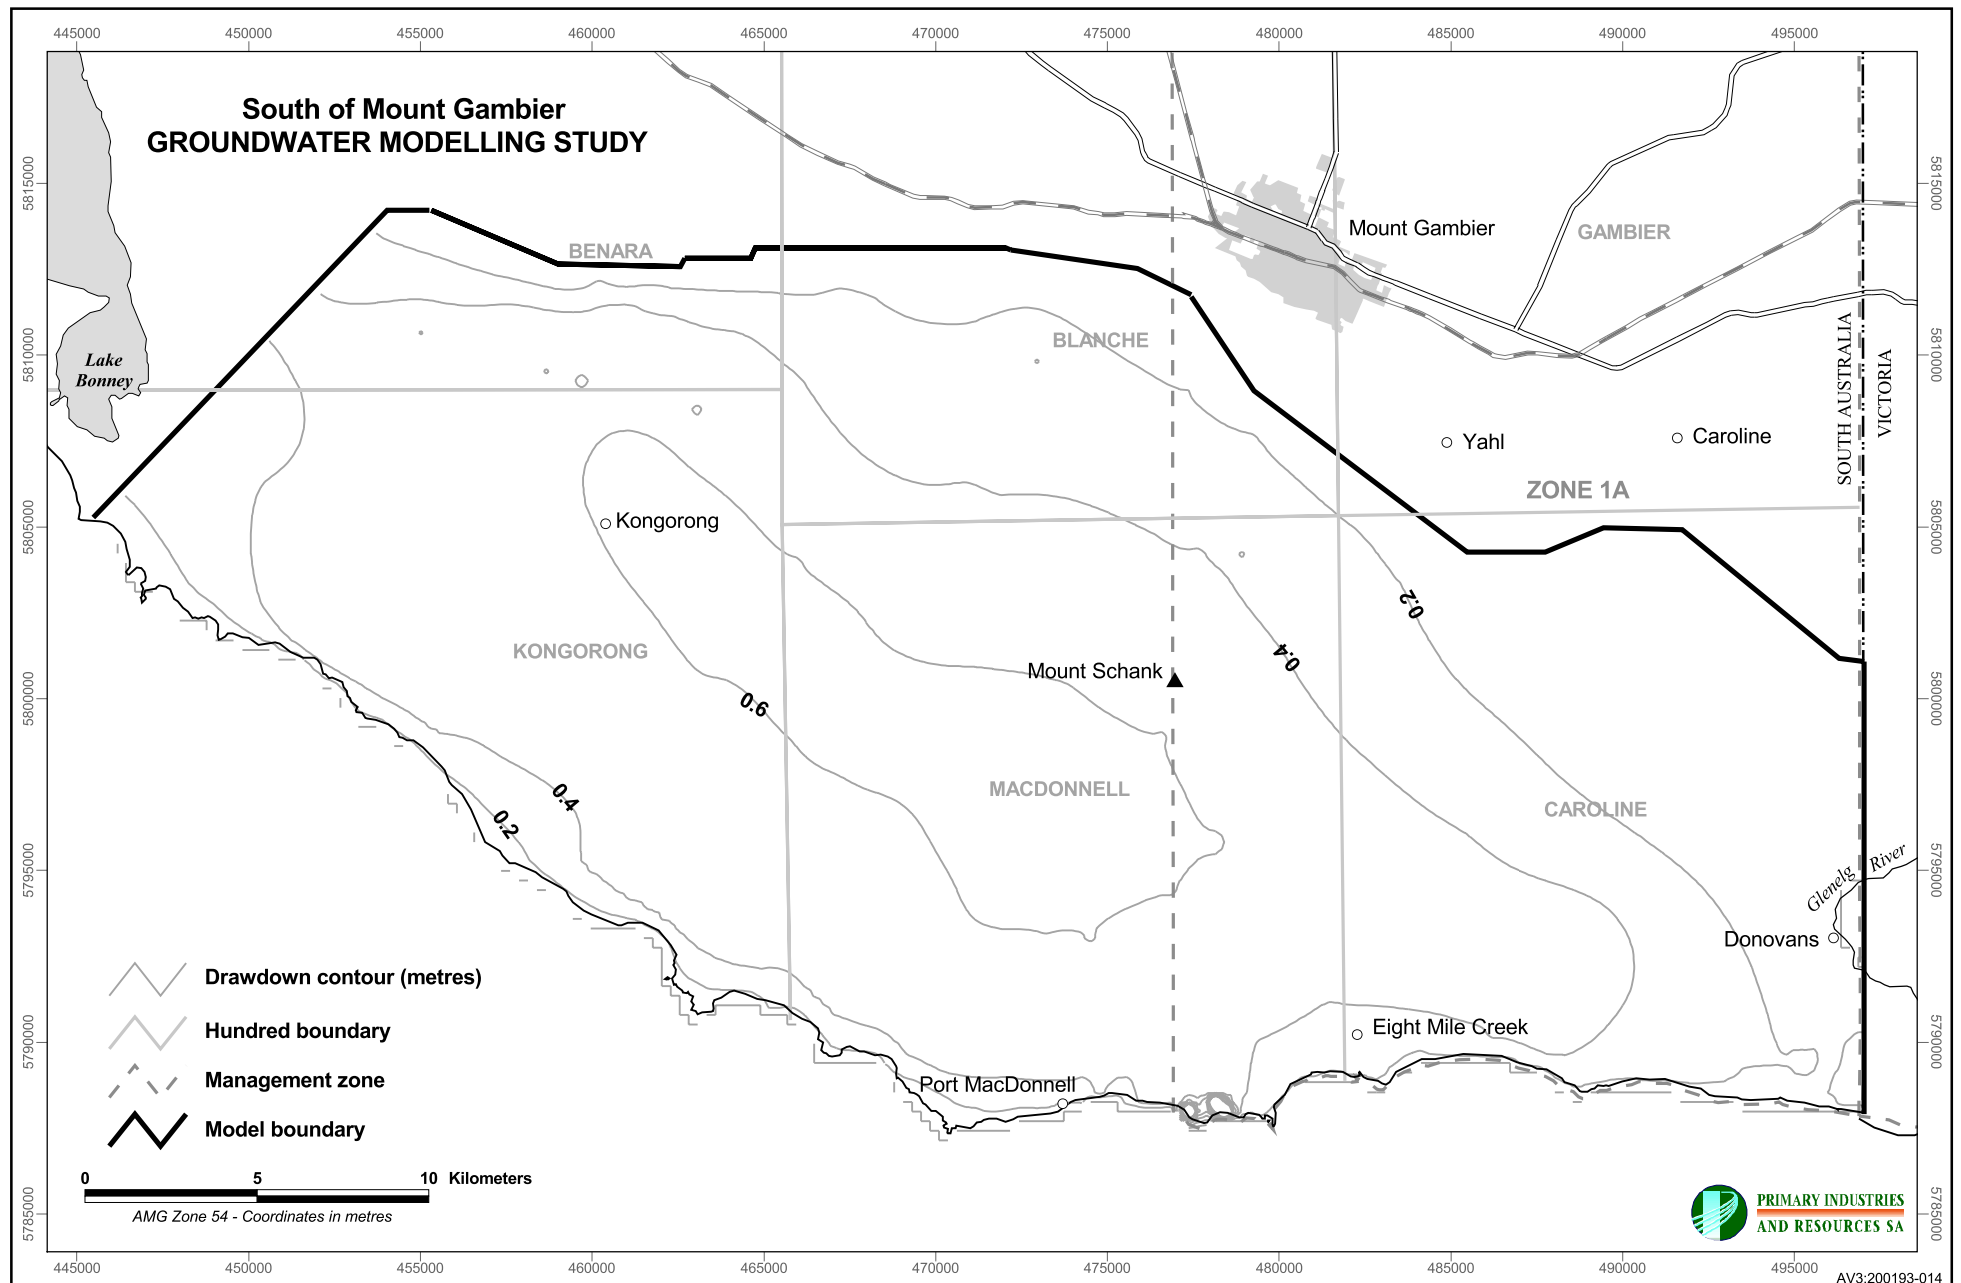 445000 450000 455000 460000 465000 470000 475000 480000 485000 490000 495000
South of Mount Gambier
GROUNDWATER MODELLING STUDY
5815000
5815000
Mount Gambier
GAMBIER
BENARA
BLANCHE
SOUTH AUSTRALIA
VICTORIA
5810000
5810000
Lake
Bonney
Yahl
Caroline
ZONE 1A
Kongorong
5805000
5805000
0.2
KONGORONG
0.4
Mount Schank
5800000
5800000
0.6
MACDONNELL
0.4
CAROLINE
0.2
5795000
5795000
Glenelg River
Donovans
Drawdown contour (metres)
Hundred boundary
Eight Mile Creek
5790000
5790000
Management zone
Port MacDonnell
Model boundary
0 5 10 Kilometers
AMG Zone 54 - Coordinates in metres
5785000
5785000
PRIMARY INDUSTRIES
AND RESOURCES SA
445000 450000 455000 460000 465000 470000 475000 480000 485000 490000 495000
AV3:200193-014